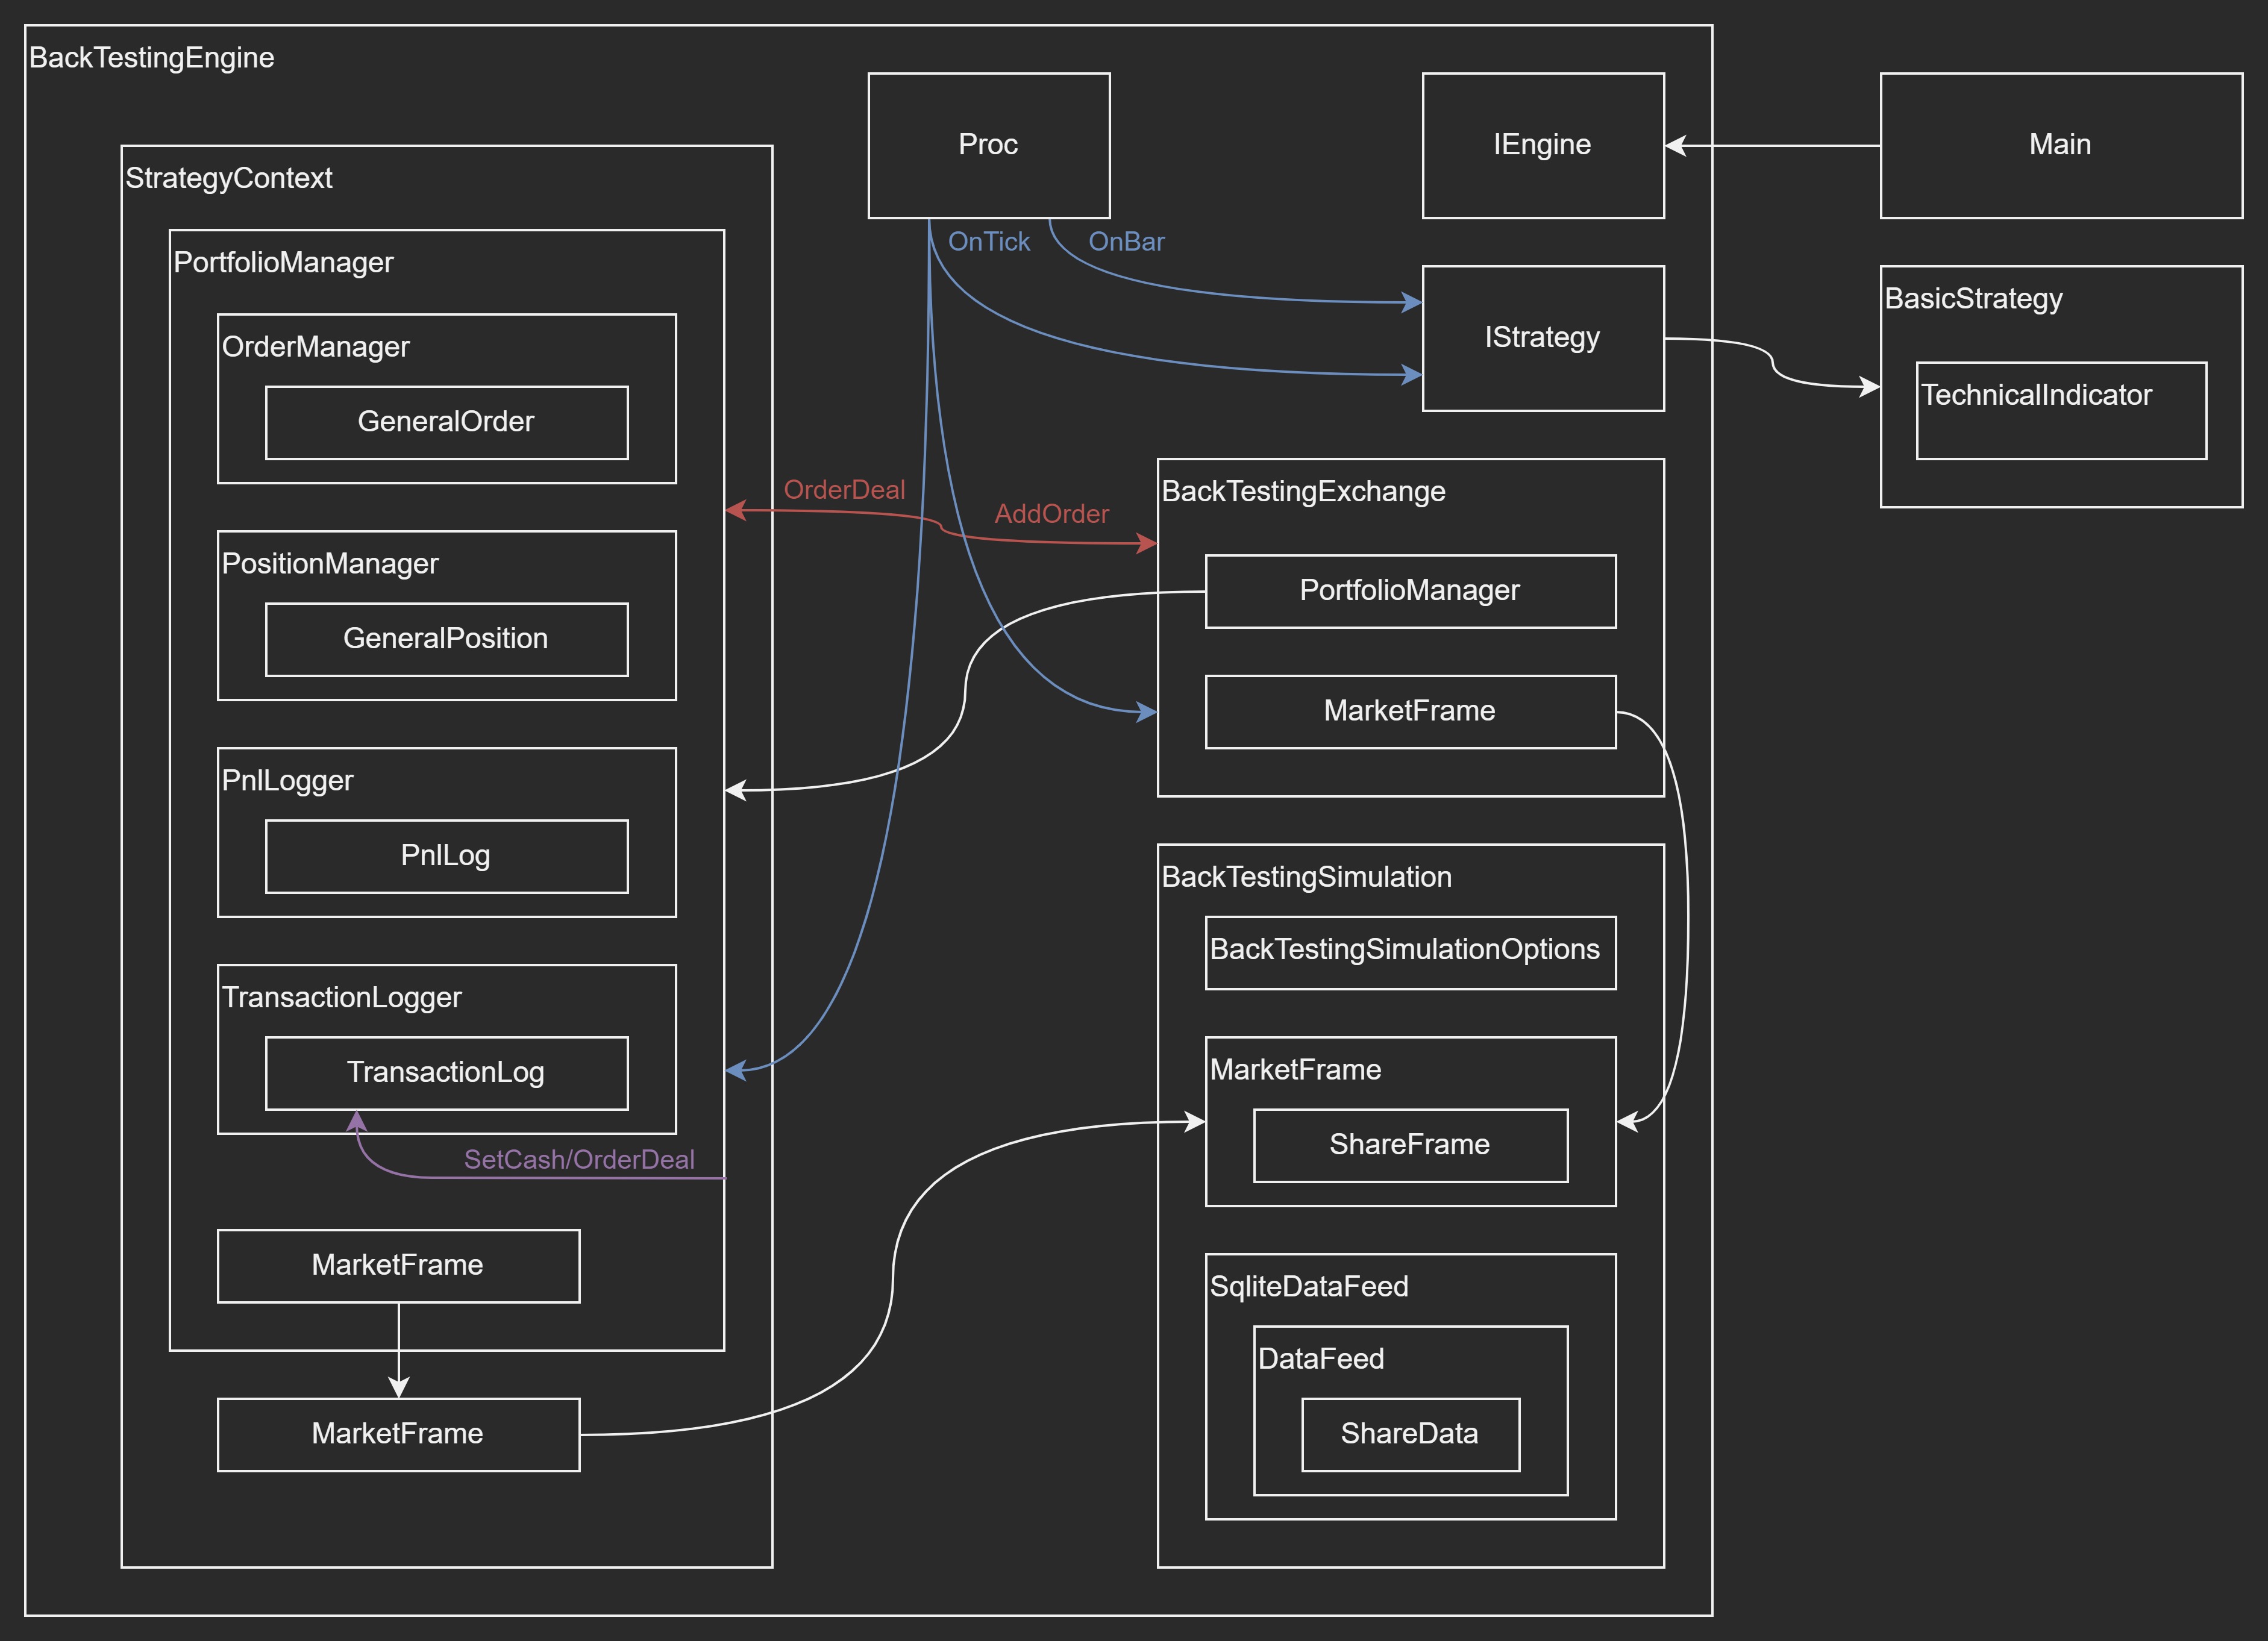 BackTestingEngine
Proc
IEngine
Main
StrategyContext
PortfolioManager
OnTick
OnBar
OrderManager
GeneralOrder
IStrategy
BasicStrategy
TechnicalIndicator
OrderDeal
AddOrder
BackTestingExchange
PositionManager
GeneralPosition
PortfolioManager
MarketFrame
PnlLogger
PnlLog
BackTestingSimulation
BackTestingSimulationOptions
TransactionLogger
TransactionLog
MarketFrame
ShareFrame
SetCash/OrderDeal
MarketFrame
SqliteDataFeed
DataFeed
ShareData
MarketFrame